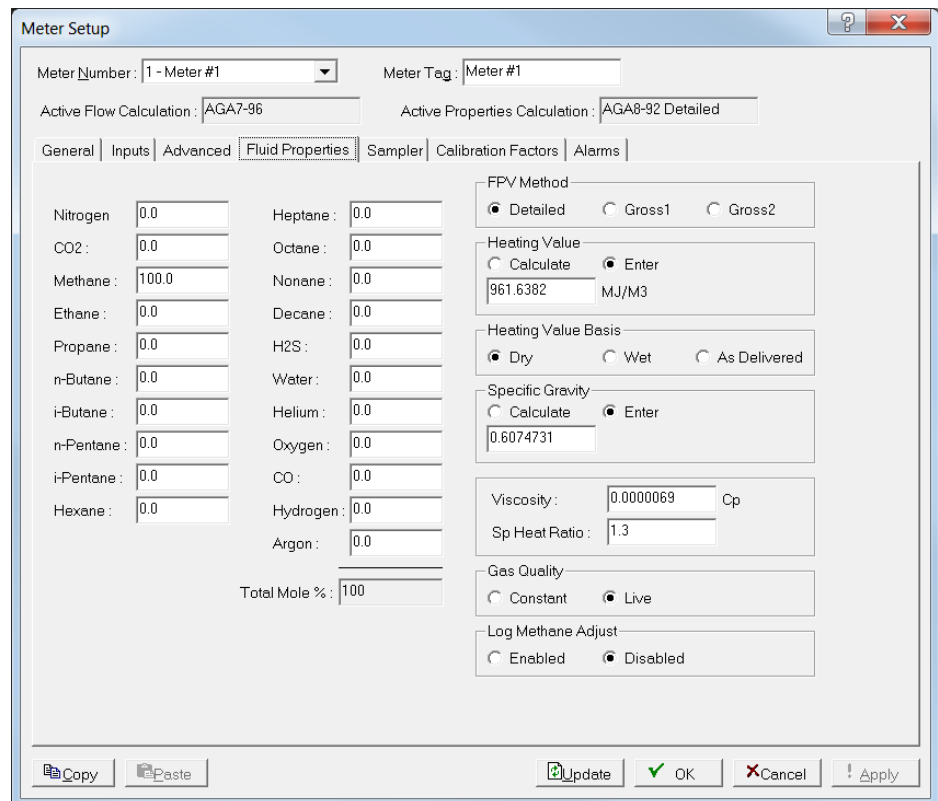 Meter Setup
Meter Number : 1 - Meter #1 Meter Tag : Meter #1
Active Flow Calculation : AGA7-96 Active Properties Calculation : AGA8-92 Detailed
General Inputs Advanced Fluid Properties Sampler Calibration Factors Alarms
Nitrogen 0.0
CO2 : 0.0
Methane : 100.0
Ethane : 0.0
Propane : 0.0
n-Butane : 0.0
i-Butane : 0.0
n-Pentane : 0.0
i-Pentane : 0.0
Hexane : 0.0
Heptane : 0.0
Octane : 0.0
Nonane : 0.0
Decane : 0.0
H2S : 0.0
Water : 0.0
Helium : 0.0
Oxygen : 0.0
CO : 0.0
Hydrogen : 0.0
Argon : 0.0
Total Mole % : 100
FPV Method
Detailed Gross1 Gross2
Heating Value
Calculate Enter
961.6382 MJ/M3
Heating Value Basis
Dry Wet As Delivered
Specific Gravity
Calculate Enter
0.6074731
Viscosity : 0.0000069 Cp
Sp Heat Ratio : 1.3
Gas Quality
Constant Live
Log Methane Adjust
Enabled Disabled
Copy Paste Update OK Cancel ! Apply